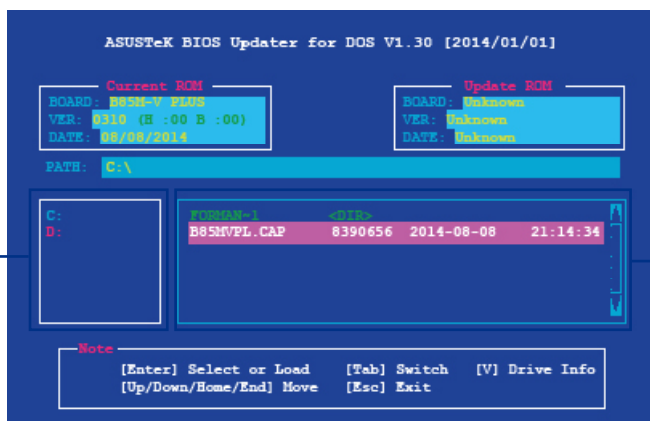 ASUSTeK BIOS Updater for DOS V1.30 [2014/01/01]
Current ROM
BOARD: B85M-V PLUS
VER: 0310 (H :00 B :00)
DATE: 08/08/2014
Update ROM
BOARD: Unknown
VER: Unknown
DATE: Unknown
PATH: C:\
C:
D:
FORMAN~1 <DIR>
B85MVPL.CAP 8390656 2014-08-08 21:14:34
Note
[Enter] Select or Load [Tab] Switch [V] Drive Info
[Up/Down/Home/End] Move [Esc] Exit